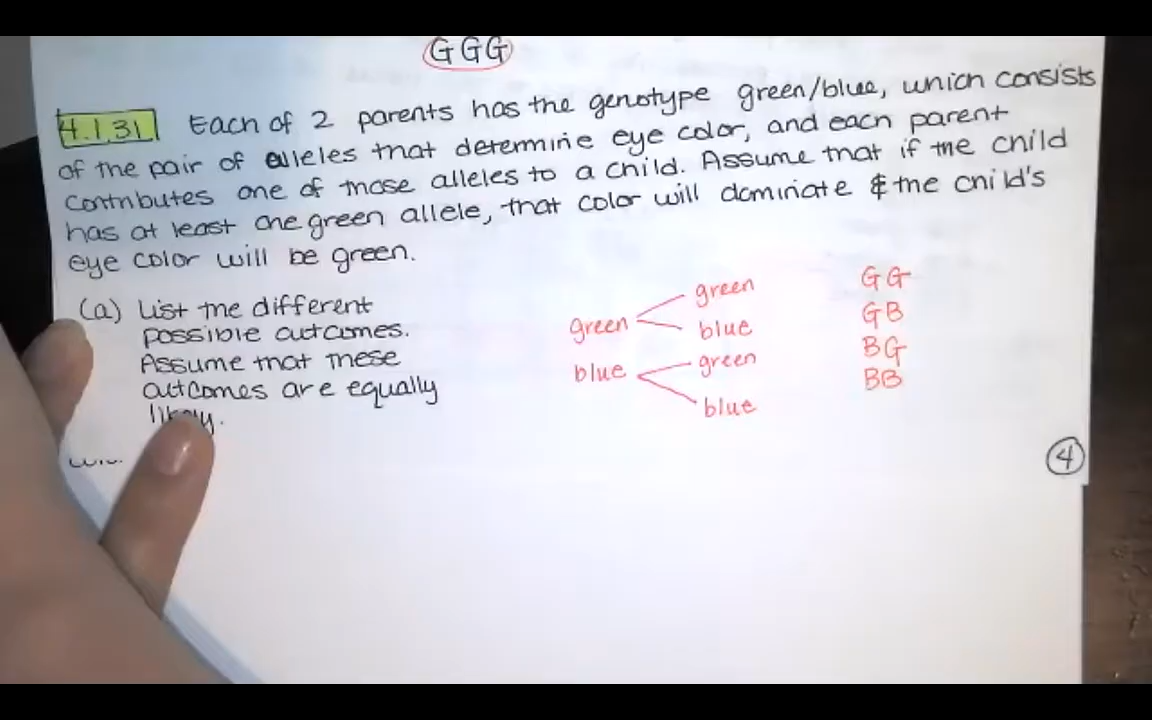 GGG
4.1.31 Each of 2 parents has the genotype green/blue, which consists
of the pair of alleles that determine eye color, and each parent
contributes one of those alleles to a child. Assume that if the child
has at least one green allele, that color will dominate & the child's
eye color will be green.
(a) List the different
possible outcomes.
Assume that these
outcomes are equally
likely.
green
green
blue
blue
green
blue
GG
GB
BG
BB
4